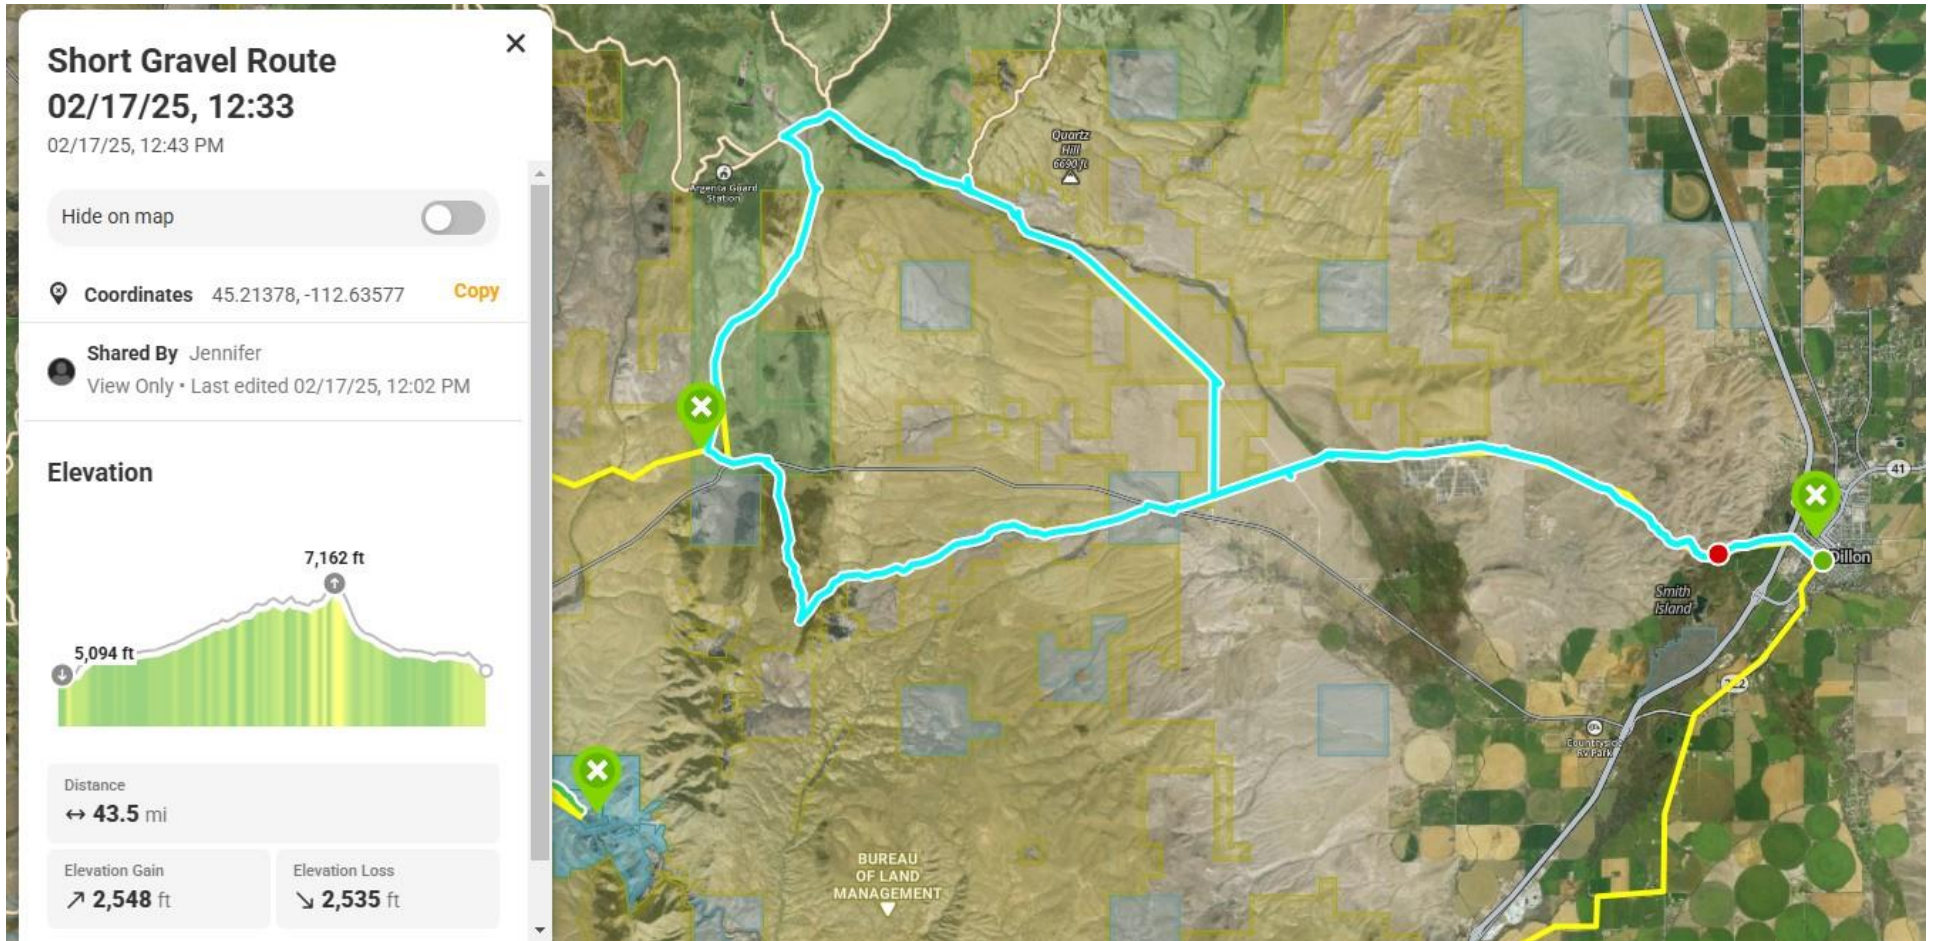 Short Gravel Route
02/17/25, 12:33
02/17/25, 12:43 PM
Hide on map
Coordinates 45.21378, -112.63577 Copy
Shared By Jennifer
View Only • Last edited 02/17/25, 12:02 PM
Elevation
7,162 ft
5,094 ft
Distance
43.5 mi
Elevation Gain
2,548 ft
Elevation Loss
2,535 ft
Quartz
Hill
6690 ft
Argenta Guard
Station
41
Dillon
Smith
Island
Countryside
RV Park
BUREAU
OF LAND
MANAGEMENT